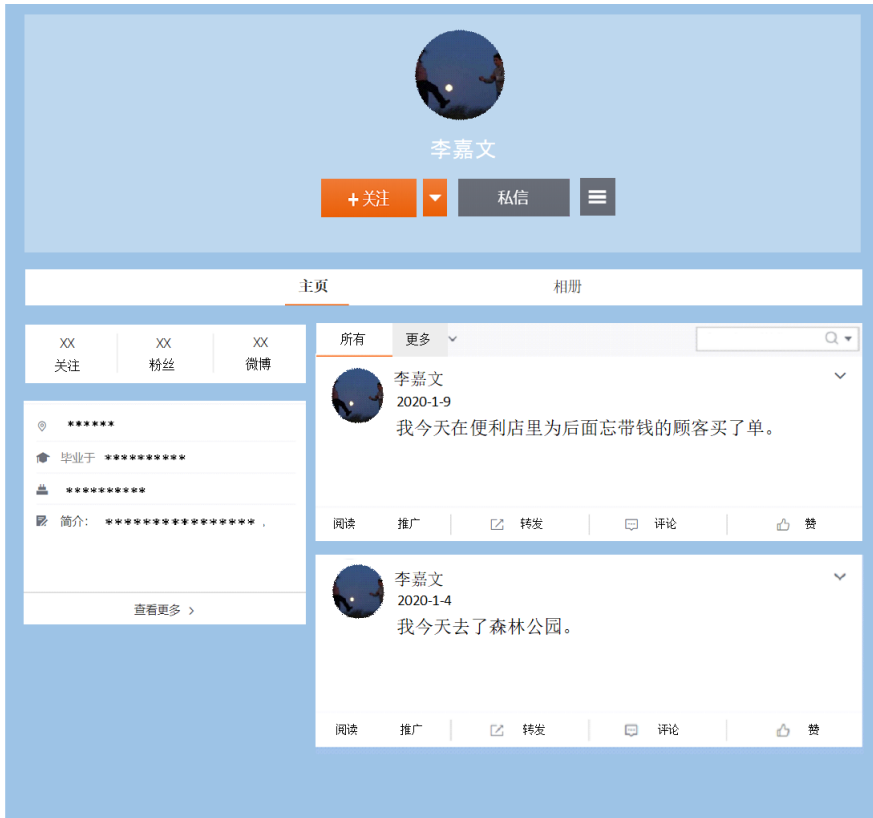 李嘉文
+关注
私信
主页 相册
XX XX XX
关注 粉丝 微博
******
毕业于 **********
**********
简介： **************** ，
查看更多 >
所有 更多
李嘉文
2020-1-9
我今天在便利店里为后面忘带钱的顾客买了单。
阅读 推广 转发 评论 赞
李嘉文
2020-1-4
我今天去了森林公园。
阅读 推广 转发 评论 赞